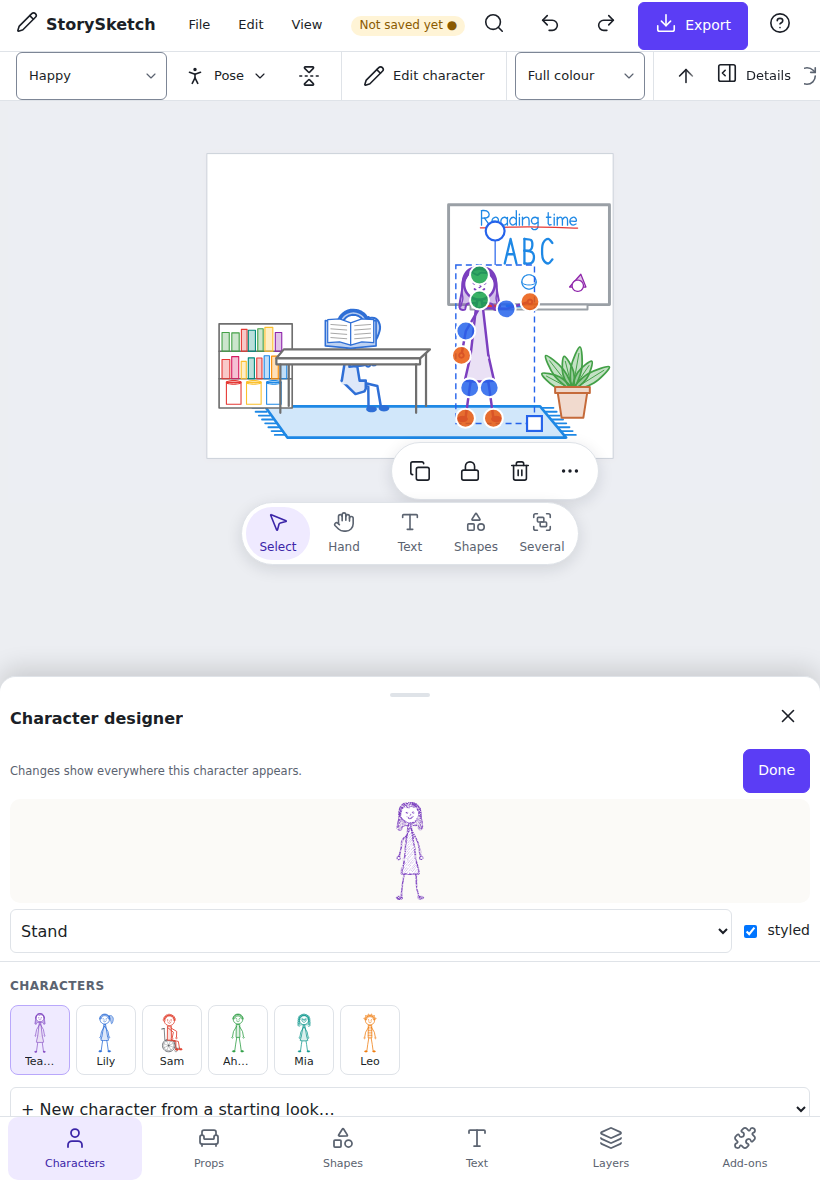 StorySketch
File Edit View
Not saved yet
Export
Happy
Pose
Edit character
Full colour
Details
Reading time
ABC
Select
Hand
Text
Shapes
Several
Character designer
Changes show everywhere this character appears.
Done
Stand
styled
CHARACTERS
Tea...
Lily
Sam
Ah...
Mia
Leo
+ New character from a starting look...
Characters
Props
Shapes
Text
Layers
Add-ons